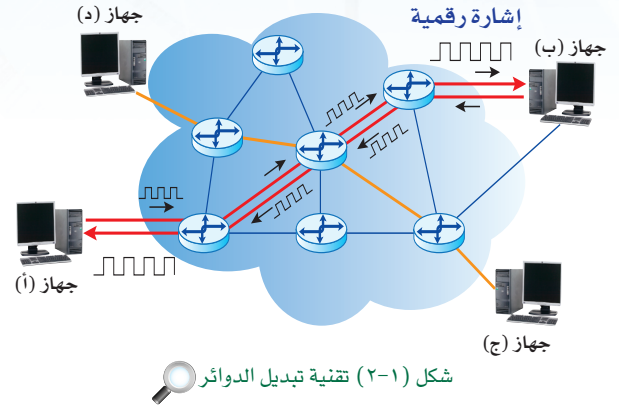 جهاز (د)
إشارة رقمية
جهاز (ب)
جهاز (أ)
جهاز (ج)
شكل (١-٢) تقنية تبديل الدوائر